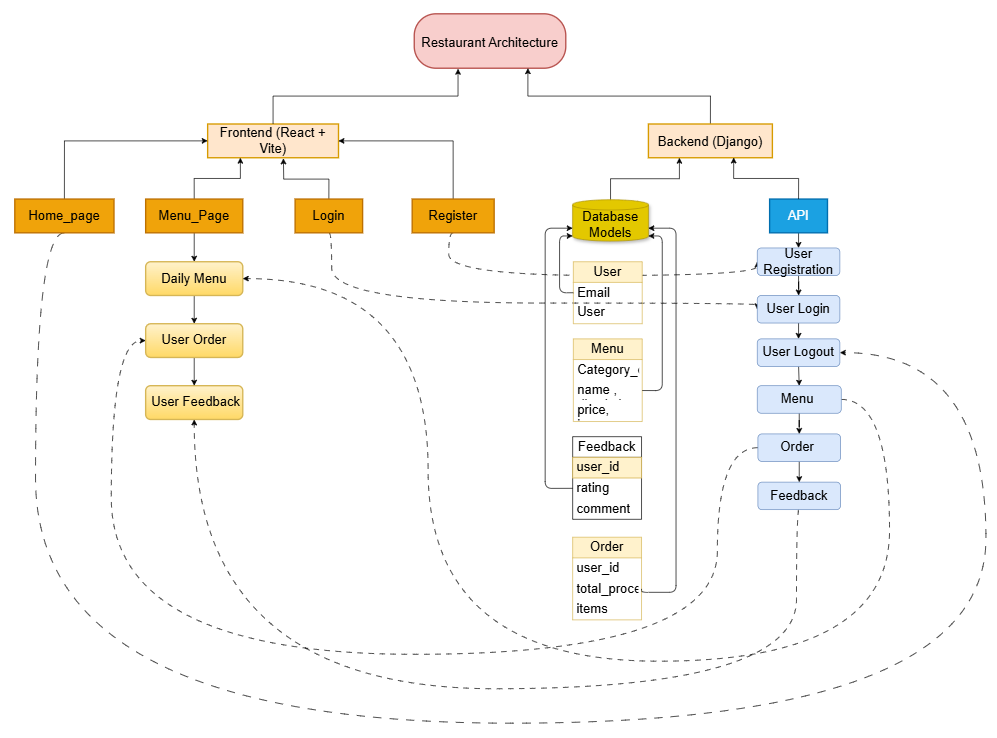 Restaurant Architecture
Frontend (React +
Vite)
Backend (Django)
Home_page
Menu_Page
Login
Register
Database
Models
API
Daily Menu
User Order
User Feedback
User
Email
User
Menu
Category_
name ,
price,
Feedback
user_id
rating
comment
Order
user_id
total_proce
items
User
Registration
User Login
User Logout
Menu
Order
Feedback